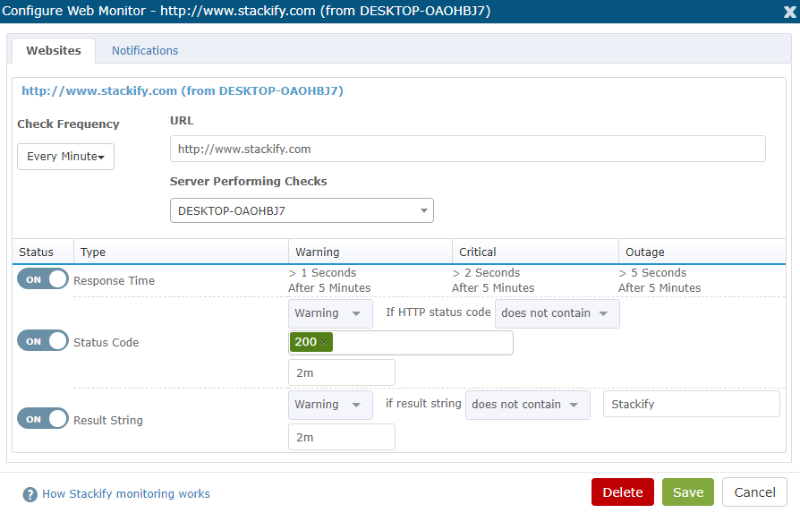 Configure Web Monitor - http://www.stackify.com (from DESKTOP-OAOHBJ7) X
Websites Notifications
http://www.stackify.com (from DESKTOP-OAOHBJ7)
Check Frequency URL
Every Minute http://www.stackify.com
Server Performing Checks
DESKTOP-OAOHBJ7
Status Type Warning Critical Outage
ON Response Time > 1 Seconds > 2 Seconds > 5 Seconds
After 5 Minutes After 5 Minutes After 5 Minutes
Warning If HTTP status code does not contain
ON Status Code 200 x
2m
Warning if result string does not contain Stackify
ON Result String
2m
? How Stackify monitoring works Delete Save Cancel